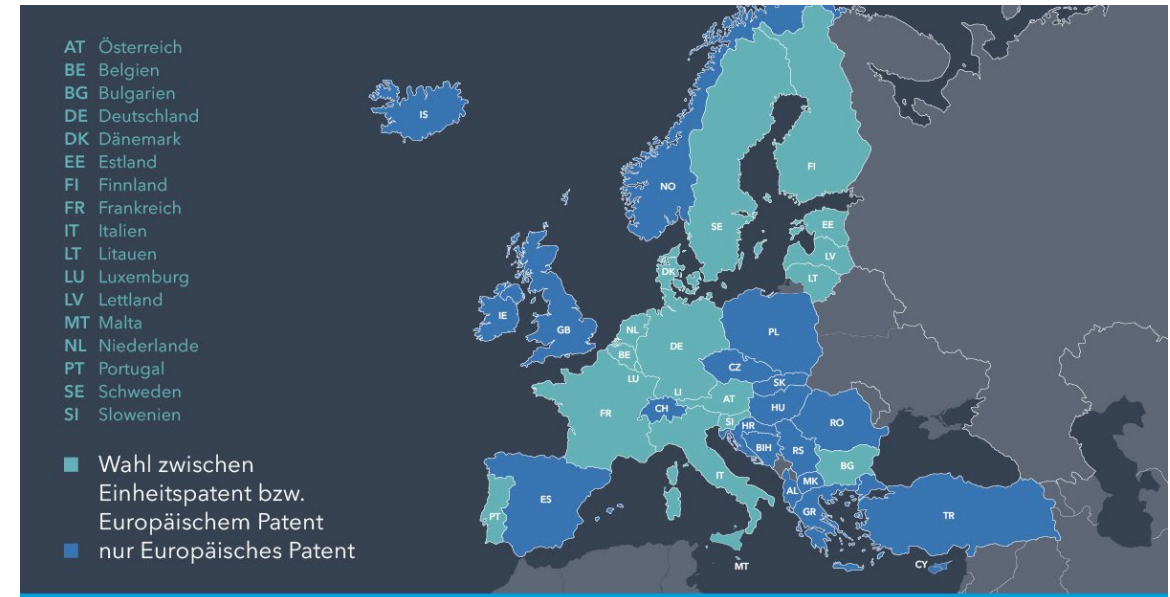 AT Österreich
BE Belgien
BG Bulgarien
DE Deutschland
DK Dänemark
EE Estland
FI Finnland
FR Frankreich
IT Italien
LT Litauen
LU Luxemburg
LV Lettland
MT Malta
NL Niederlande
PT Portugal
SE Schweden
SI Slowenien
Wahl zwischen
Einheitspatent bzw.
Europäischem Patent
nur Europäisches Patent
IS
NO
FI
SE
EE
LV
LT
DK
IE
GB
NL
BE
DE
PL
LU
CZ
SK
LI
CH
AT
HU
FR
SI
HR
RO
BIH
RS
BG
IT
MK
AL
GR
ES
PT
TR
MT
CY